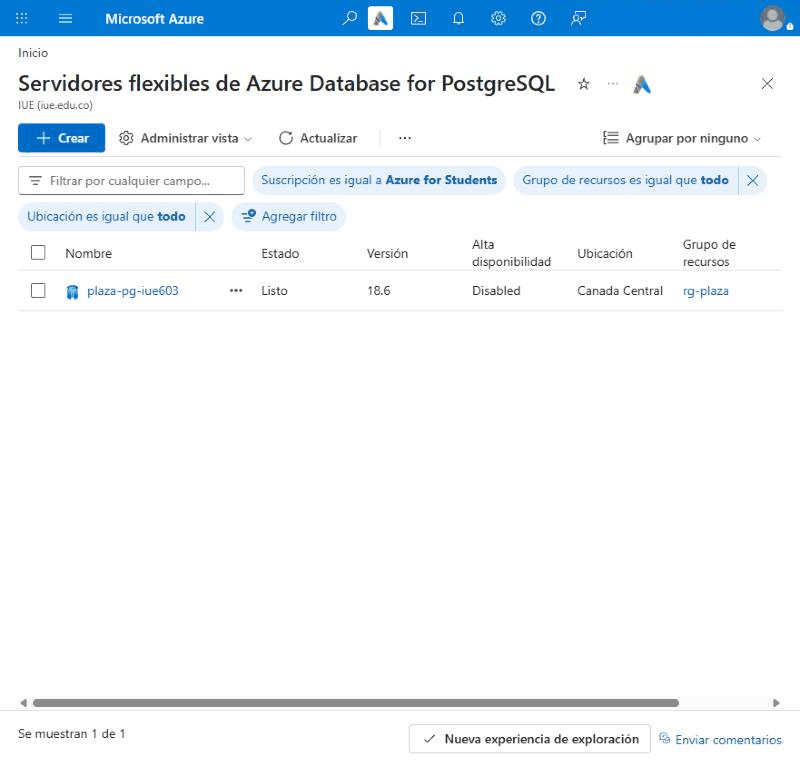 Microsoft Azure
Inicio
Servidores flexibles de Azure Database for PostgreSQL
IUE (iue.edu.co)
Crear
Administrar vista
Actualizar
Agrupar por ninguno
Filtrar por cualquier campo...
Suscripción es igual a Azure for Students
Grupo de recursos es igual que todo
Ubicación es igual que todo
Agregar filtro
Nombre
Estado
Versión
Alta disponibilidad
Ubicación
Grupo de recursos
plaza-pg-iue603
Listo
18.6
Disabled
Canada Central
rg-plaza
Se muestran 1 de 1
Nueva experiencia de exploración
Enviar comentarios